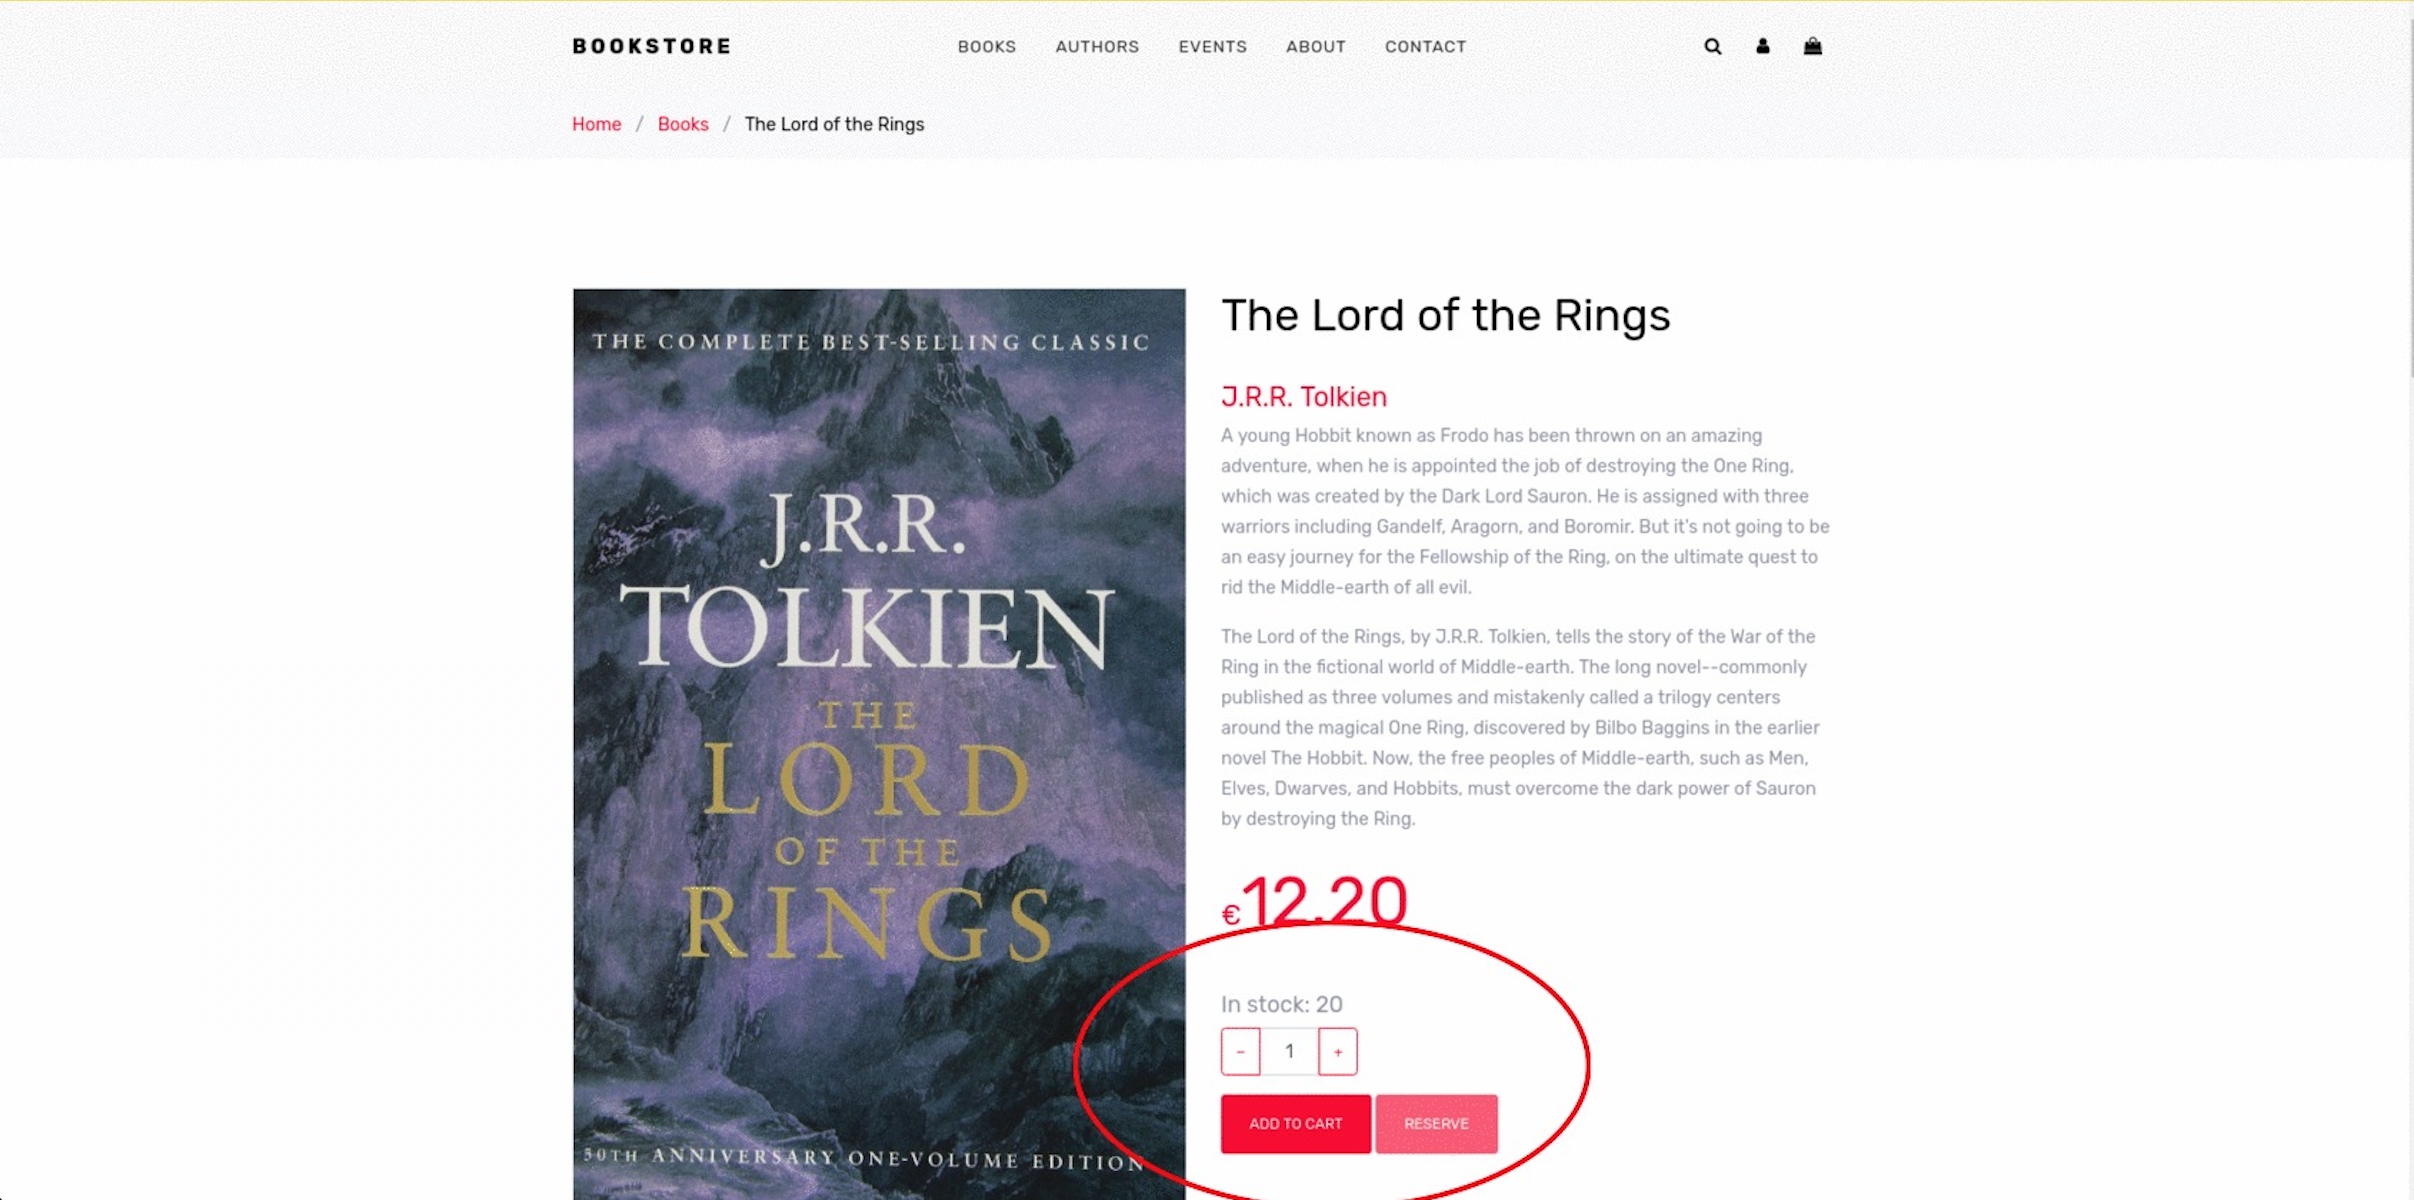 BOOKSTORE BOOKS AUTHORS EVENTS ABOUT CONTACT
Home / Books / The Lord of the Rings
THE COMPLETE BEST-SELLING CLASSIC
J.R.R.
TOLKIEN
THE
LORD
OF THE
RINGS
50TH ANNIVERSARY ONE-VOLUME EDITION
The Lord of the Rings
J.R.R. Tolkien
A young Hobbit known as Frodo has been thrown on an amazing
adventure, when he is appointed the job of destroying the One Ring,
which was created by the Dark Lord Sauron. He is assigned with three
warriors including Gandelf, Aragorn, and Boromir. But it's not going to be
an easy journey for the Fellowship of the Ring, on the ultimate quest to
rid the Middle-earth of all evil.
The Lord of the Rings, by J.R.R. Tolkien, tells the story of the War of the
Ring in the fictional world of Middle-earth. The long novel--commonly
published as three volumes and mistakenly called a trilogy centers
around the magical One Ring, discovered by Bilbo Baggins in the earlier
novel The Hobbit. Now, the free peoples of Middle-earth, such as Men,
Elves, Dwarves, and Hobbits, must overcome the dark power of Sauron
by destroying the Ring.
€12.20
In stock: 20
- 1 +
ADD TO CART RESERVE